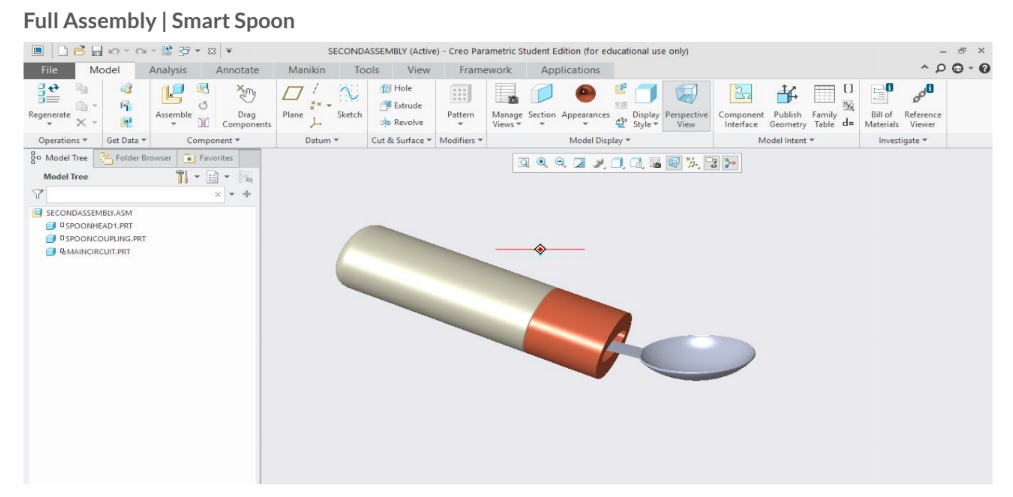 Full Assembly | Smart Spoon
SECONDASSEMBLY (Active) - Creo Parametric Student Edition (for educational use only)
File Model Analysis Annotate Manikin Tools View Framework Applications
Regenerate Assemble Drag Components Plane Sketch Hole Extrude Revolve Pattern Manage Views Section Appearances Display Style Perspective View Component Interface Publish Geometry Family Table d= Bill of Materials Reference Viewer
Operations Get Data Component Datum Cut & Surface Modifiers Model Display Model Intent Investigate
Model Tree Folder Browser Favorites
Model Tree
SECONDASSEMBLY.ASM
SPOONHEAD1.PRT
SPOONCOUPLING.PRT
MAINCIRCUIT.PRT